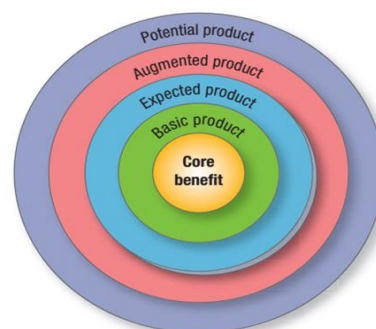 Potential product
Augmented product
Expected product
Basic product
Core
benefit